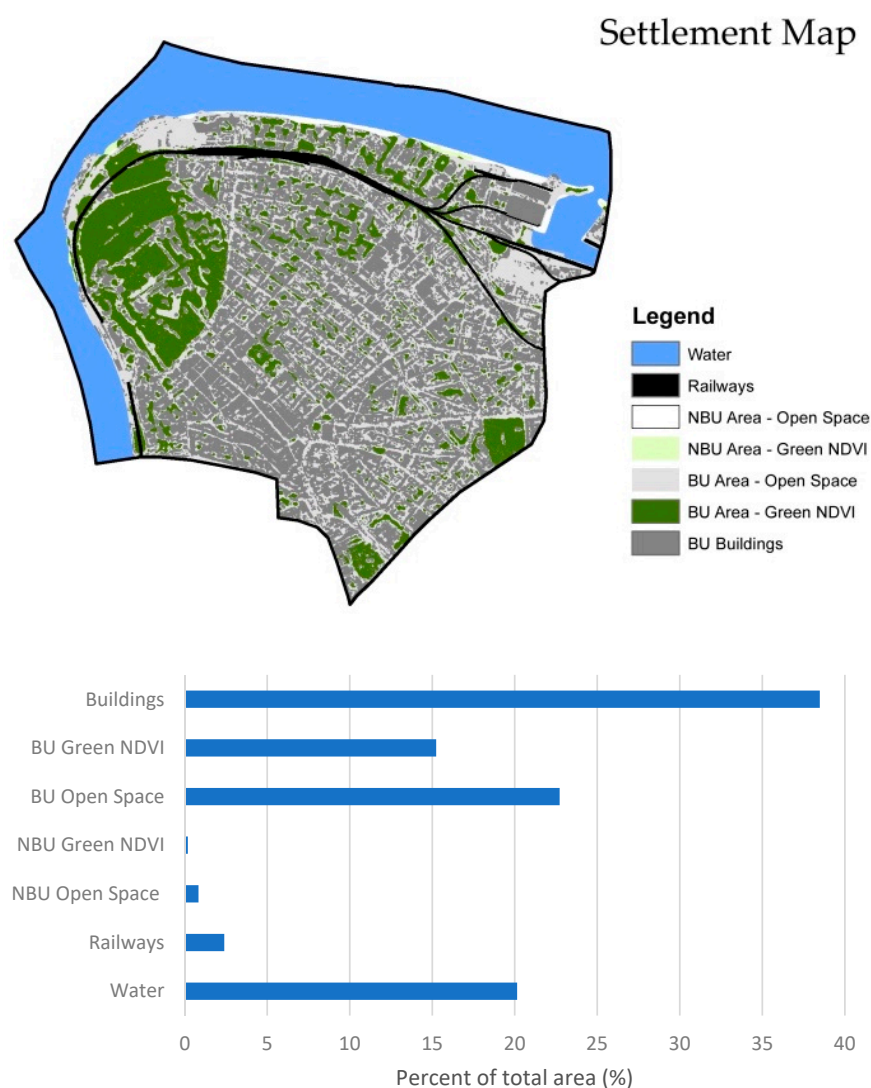 Settlement Map
Legend
Water
Railways
NBU Area - Open Space
NBU Area - Green NDVI
BU Area - Open Space
BU Area - Green NDVI
BU Buildings
Buildings
BU Green NDVI
BU Open Space
NBU Green NDVI
NBU Open Space
Railways
Water
0 5 10 15 20 25 30 35 40
Percent of total area (%)